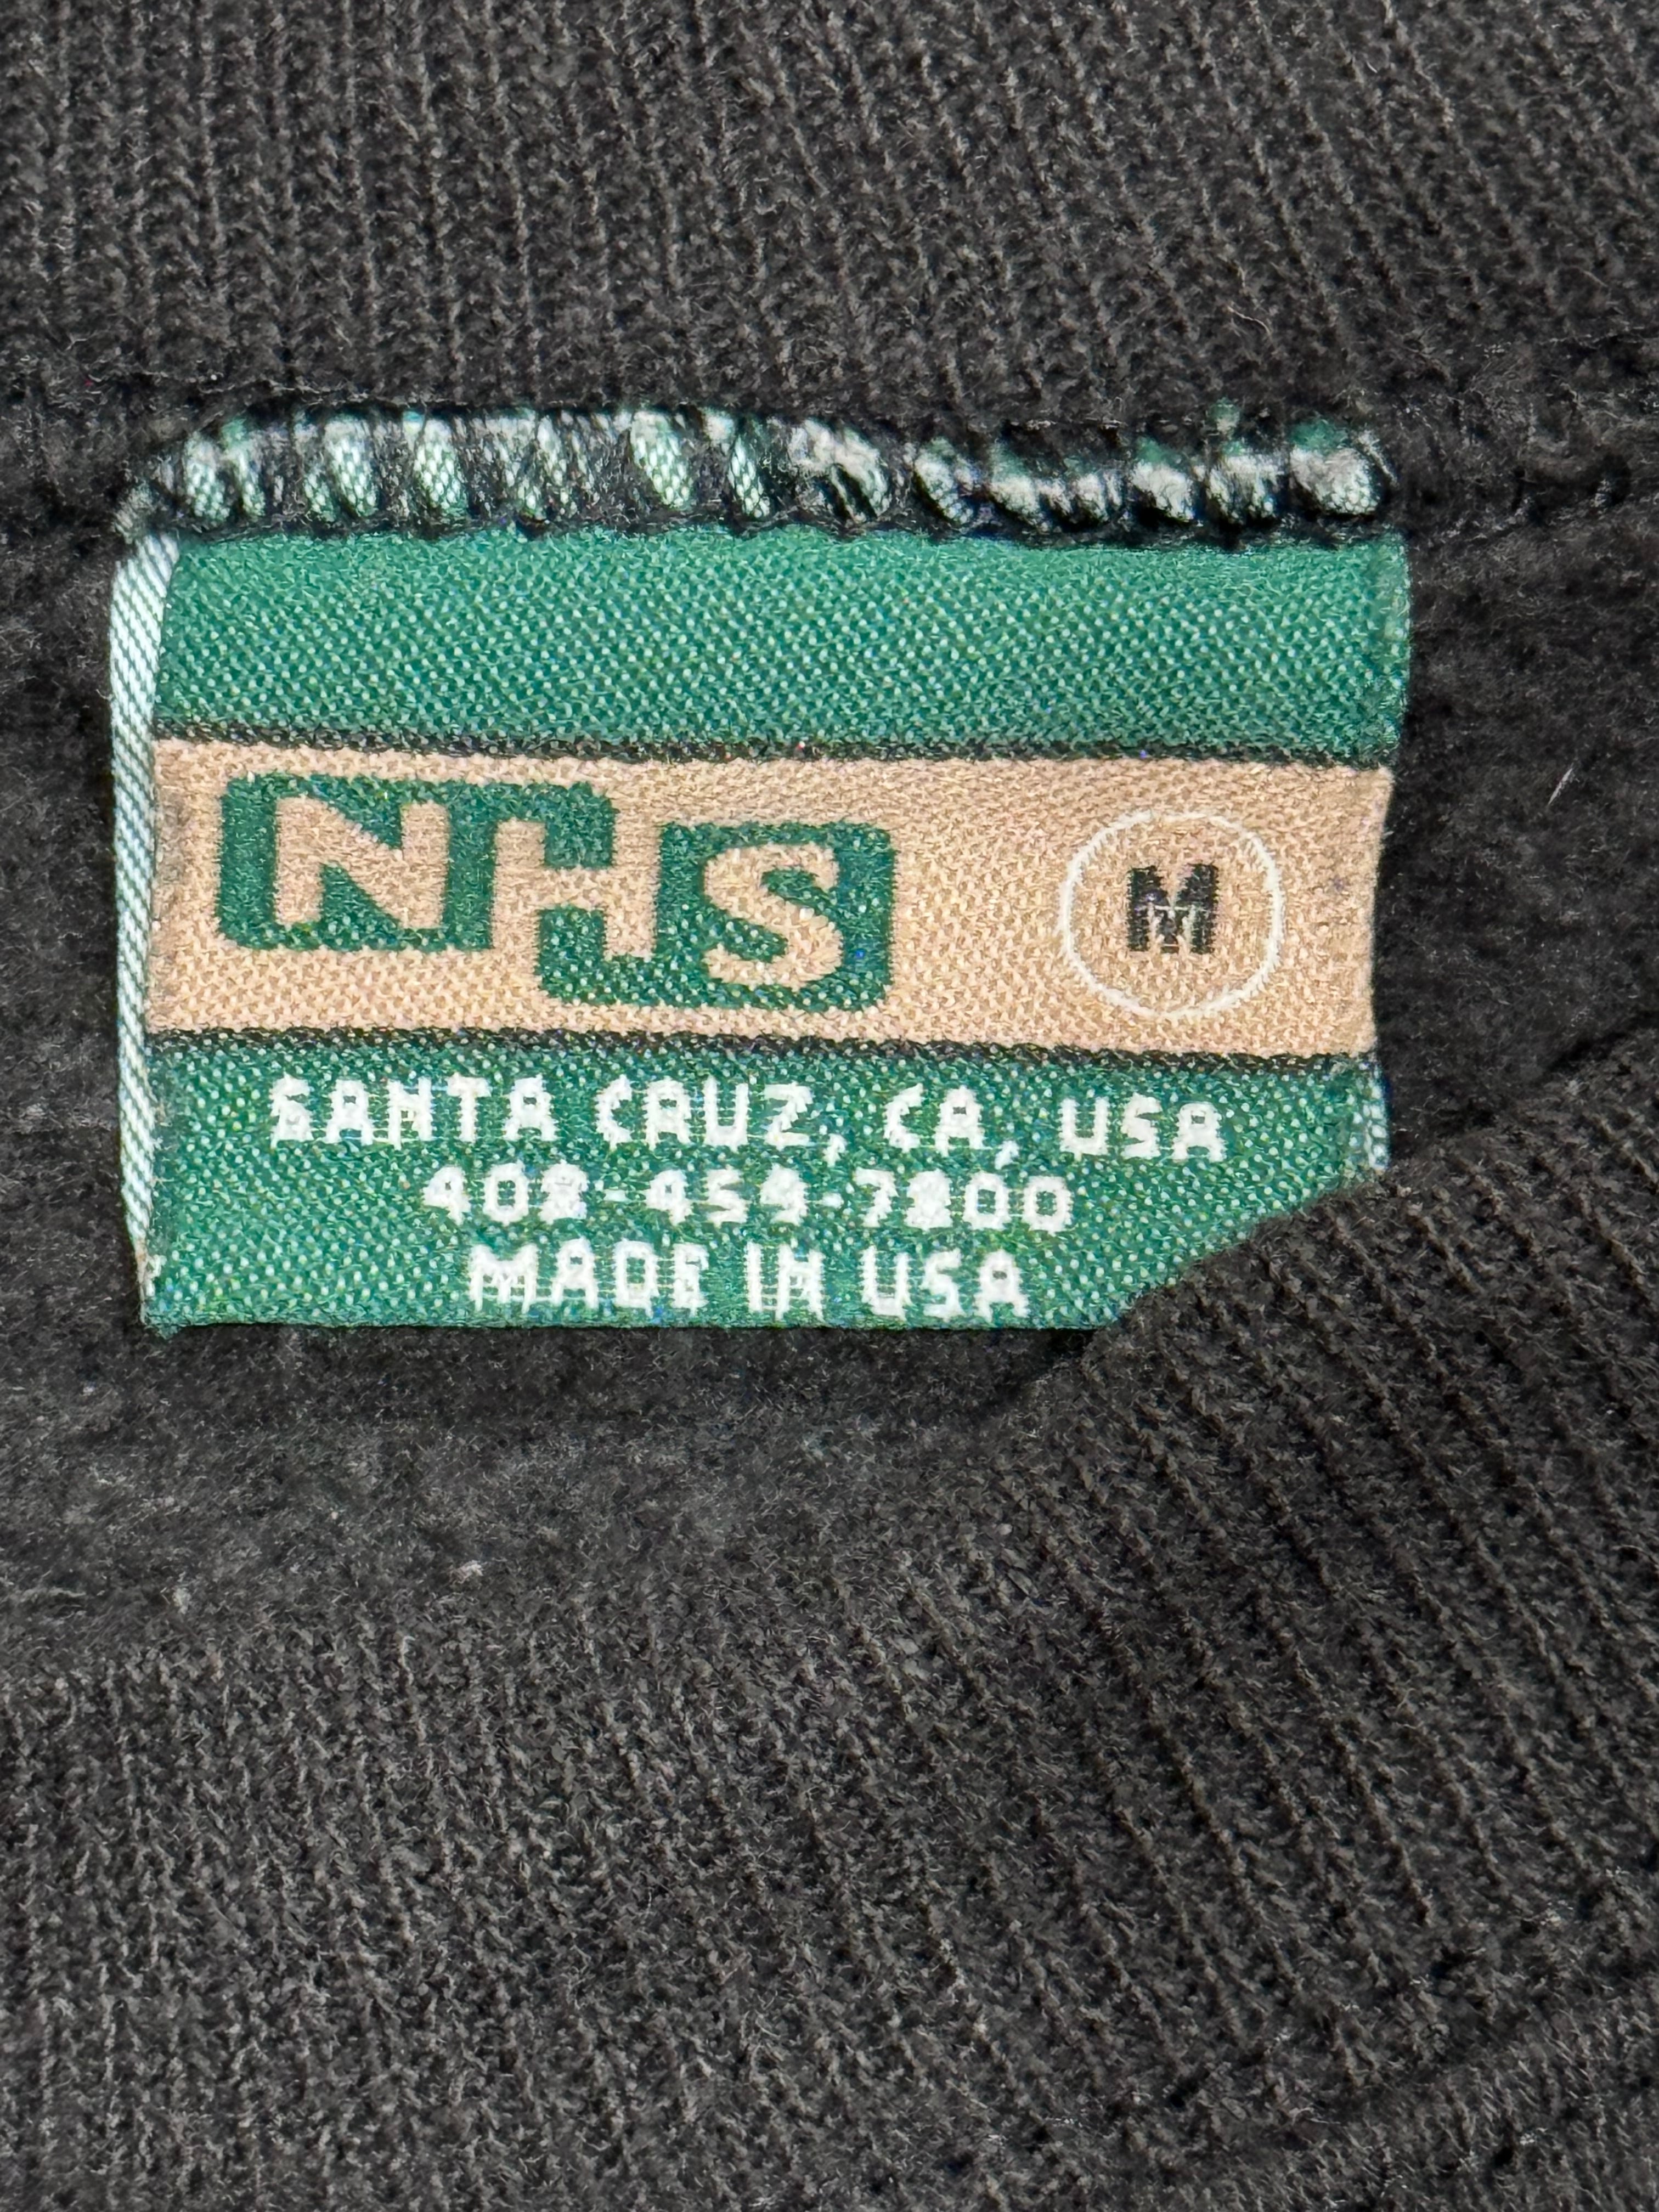 NHS M
SANTA CRUZ, CA, USA
408-459-7800
MADE IN USA